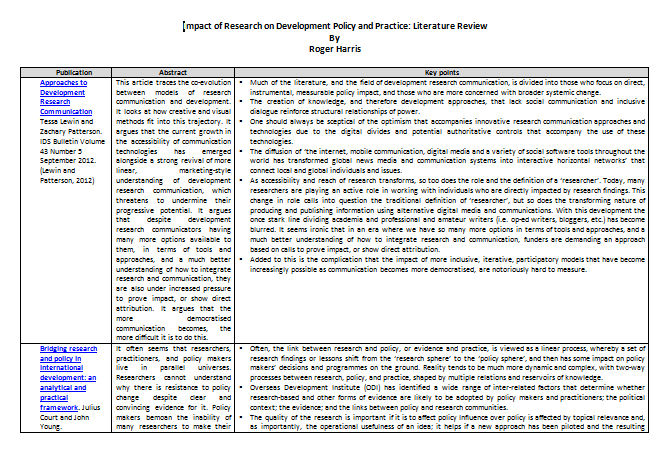 Impact of Research on Development Policy and Practice: Literature Review
By
Roger Harris
Publication
Abstract
Key points
Approaches to
Development
Research
Communication
Tessa Lewin and
Zachary Patterson.
IDS Bulletin Volume
43 Number 5
September 2012.
(Lewin and
Patterson, 2012)
This article traces the co-evolution
between models of research
communication and development.
It looks at how creative and visual
methods fit into this trajectory. It
argues that the current growth in
the accessibility of communication
technologies has emerged
alongside a strong revival of more
linear, marketing-style
understanding of development
research communication, which
threatens to undermine their
progressive potential. It argues
that despite development
research communicators having
many more options available to
them, in terms of tools and
approaches, and a much better
understanding of how to integrate
research and communication, they
are also under increased pressure
to prove impact, or show direct
attribution. It argues that the
more democratised
communication becomes, the
more difficult it is to do this.
• Much of the literature, and the field of development research communication, is divided into those who focus on direct,
instrumental, measurable policy impact, and those who are more concerned with broader systemic change.
• The creation of knowledge, and therefore development approaches, that lack social communication and inclusive
dialogue reinforce structural relationships of power.
• One should always be sceptical of the optimism that accompanies innovative research communication approaches and
technologies due to the digital divides and potential authoritative controls that accompany the use of these
technologies.
• The diffusion of 'the internet, mobile communication, digital media and a variety of social software tools throughout the
world has transformed global news media and communication systems into interactive horizontal networks' that
connect local and global individuals and issues.
• As accessibility and reach of research transforms, so too does the role and the definition of a 'researcher'. Today, many
researchers are playing an active role in working with individuals who are directly impacted by research findings. This
change in role calls into question the traditional definition of 'researcher', but so does the transforming nature of
producing and publishing information using alternative digital media and communications. With this development the
once stark line dividing academia and professional and amateur writers (i.e. op-ed writers, bloggers, etc.) has become
blurred. It seems ironic that in an era where we have so many more options in terms of tools and approaches, and a
much better understanding of how to integrate research and communication, funders are demanding an approach
based on calls to prove impact, or show direct attribution.
• Added to this is the complication that the impact of more inclusive, iterative, participatory models that have become
increasingly possible as communication becomes more democratised, are notoriously hard to measure.
Bridging research
and policy in
international
development: an
analytical and
practical
framework. Julius
Court and John
Young.
It often seems that researchers,
practitioners, and policy makers
live in parallel universes.
Researchers cannot understand
why there is resistance to policy
change despite clear and
convincing evidence for it. Policy
makers bemoan the inability of
many researchers to make their
• Often, the link between research and policy, or evidence and practice, is viewed as a linear process, whereby a set of
research findings or lessons shift from the 'research sphere' to the 'policy sphere', and then has some impact on policy
makers' decisions and programmes on the ground. Reality tends to be much more dynamic and complex, with two-way
processes between research, policy, and practice, shaped by multiple relations and reservoirs of knowledge.
• Overseas Development Institute (ODI) has identified a wide range of inter-related factors that determine whether
research-based and other forms of evidence are likely to be adopted by policy makers and practitioners; the political
context; the evidence; and the links between policy and research communities.
• The quality of the research is important if it is to affect policy Influence over policy is affected by topical relevance and,
as importantly, the operational usefulness of an idea; it helps if a new approach has been piloted and the resulting